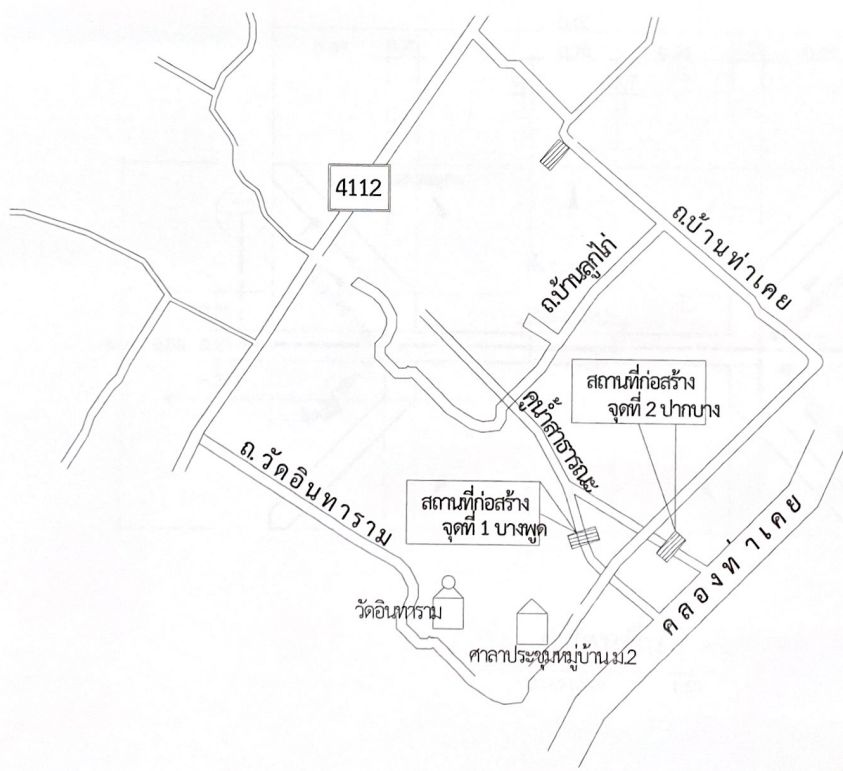 4112
ถ.บ้านท่าเคย
ถ.บ้านลูกไก่
สถานที่ก่อสร้าง
จุดที่ 2 ปากบาง
คูน้ำสาธารณะ
ถ. วัดอินทาราม
สถานที่ก่อสร้าง
จุดที่ 1 บางพูด
คลองท่าเคย
วัดอินทาราม
ศาลาประชุมหมู่บ้าน ม.2